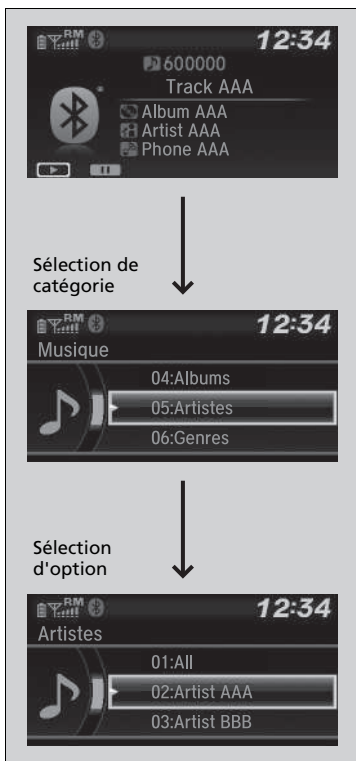 RM 12:34
600000
Track AAA
Album AAA
Artist AAA
Phone AAA
Sélection de
catégorie
RM 12:34
Musique
04:Albums
05:Artistes
06:Genres
Sélection
d'option
RM 12:34
Artistes
01:All
02:Artist AAA
03:Artist BBB